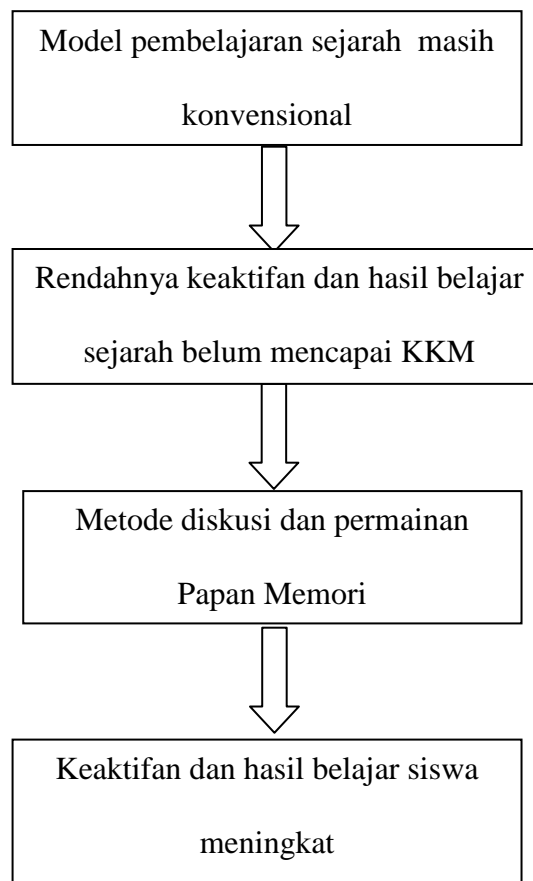 Model pembelajaran sejarah masih
konvensional
Rendahnya keaktifan dan hasil belajar
sejarah belum mencapai KKM
Metode diskusi dan permainan
Papan Memori
Keaktifan dan hasil belajar siswa
meningkat